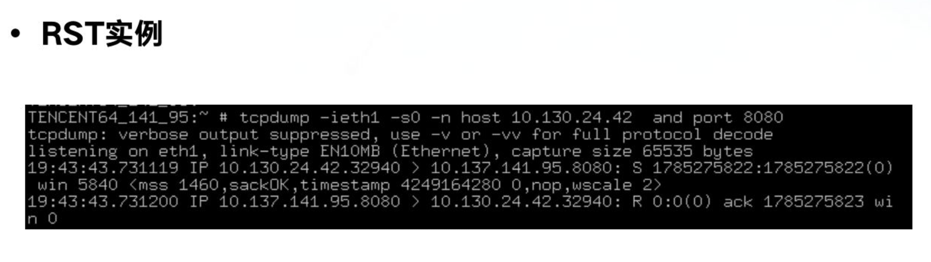 • RST实例
TENCENT64_141_95:~ # tcpdump -ieth1 -s0 -n host 10.130.24.42  and port 8080
tcpdump: verbose output suppressed, use -v or -vv for full protocol decode
listening on eth1, link-type EN10MB (Ethernet), capture size 65535 bytes
19:43:43.731119 IP 10.130.24.42.32940 > 10.137.141.95.8080: S 1785275822:1785275822(0)
 win 5840 <mss 1460,sackOK,timestamp 4249164280 0,nop,wscale 2>
19:43:43.731200 IP 10.137.141.95.8080 > 10.130.24.42.32940: R 0:0(0) ack 1785275823 wi
n 0